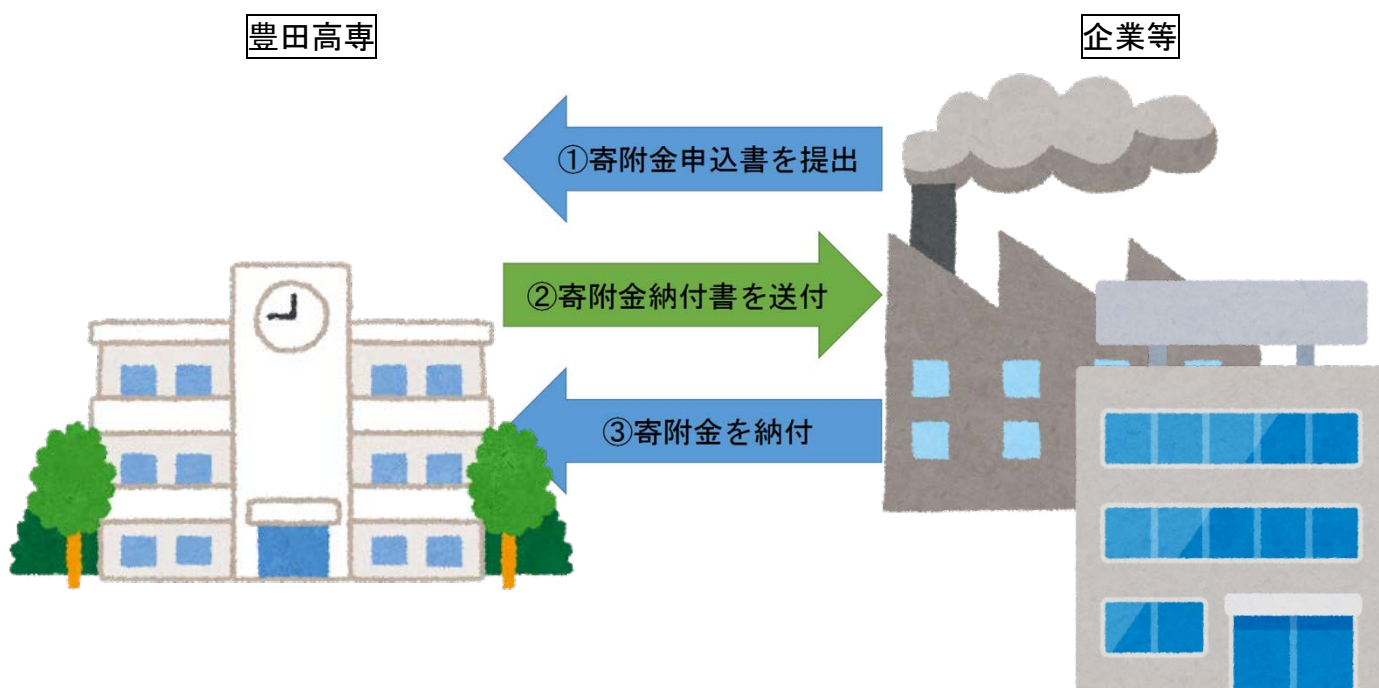 豊田高専
企業等
①寄附金申込書を提出
②寄附金納付書を送付
③寄附金を納付